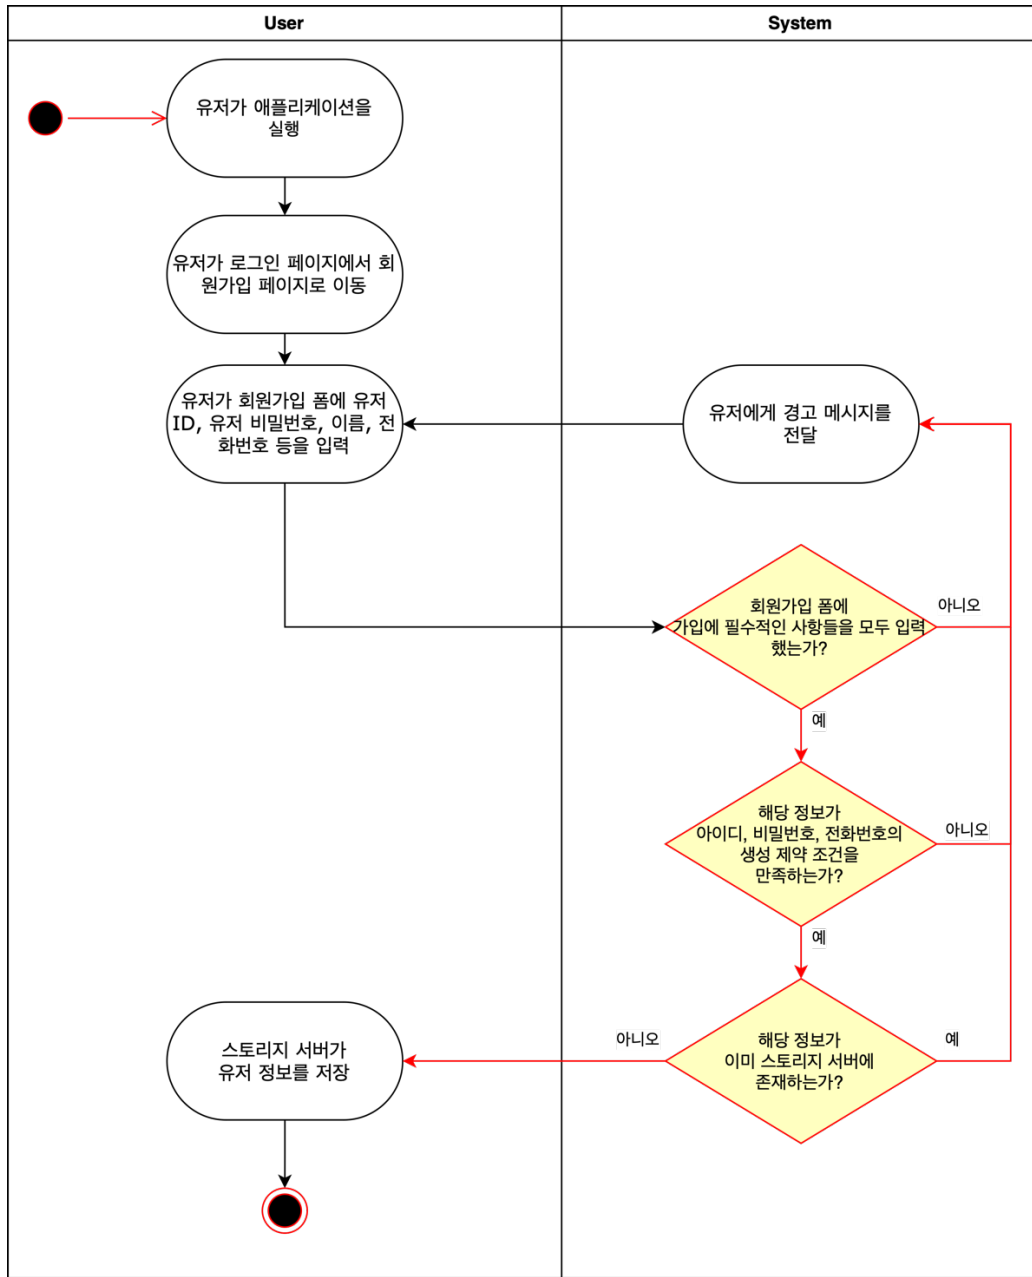 User
System
유저가 애플리케이션을
실행
유저가 로그인 페이지에서 회
원가입 페이지로 이동
유저가 회원가입 폼에 유저
ID, 유저 비밀번호, 이름, 전
화번호 등을 입력
유저에게 경고 메시지를
전달
회원가입 폼에
가입에 필수적인 사항들을 모두 입력
했는가?
아니오
예
해당 정보가
아이디, 비밀번호, 전화번호의
생성 제약 조건을
만족하는가?
아니오
예
해당 정보가
이미 스토리지 서버에
존재하는가?
아니오
예
스토리지 서버가
유저 정보를 저장